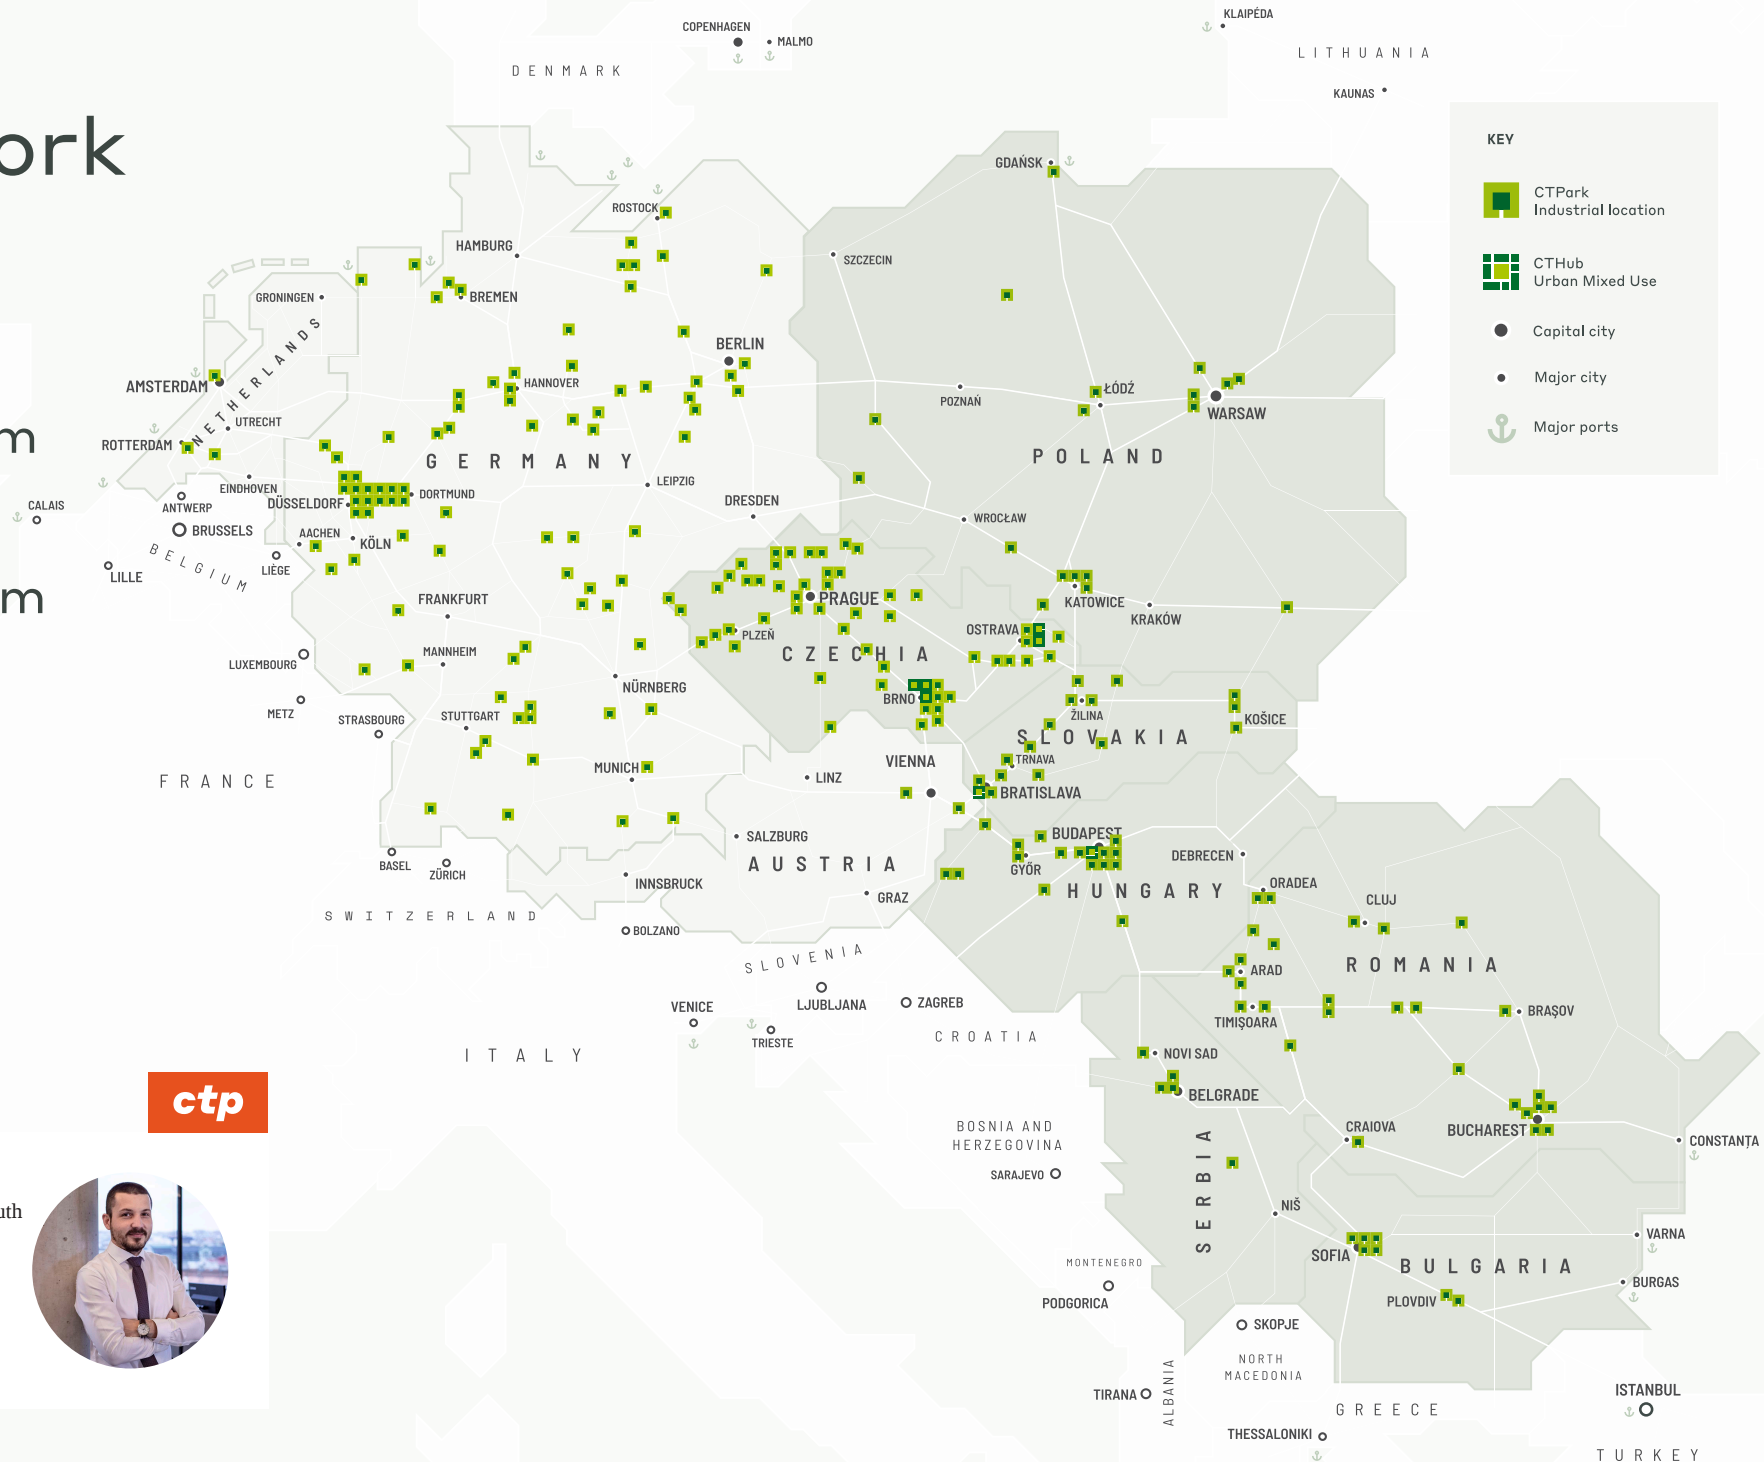 ork
m
m
uth
ctp
KEY
CTPark
Industrial location
CTHub
Urban Mixed Use
Capital city
Major city
Major ports
COPENHAGEN
MALMO
DENMARK
KLAIPÉDA
LITHUANIA
KAUNAS
GDAŃSK
ROSTOCK
HAMBURG
SZCZECIN
GRONINGEN
BREMEN
NETHERLANDS
BERLIN
AMSTERDAM
HANNOVER
POZNAŃ
ŁÓDŹ
WARSAW
UTRECHT
ROTTERDAM
GERMANY
POLAND
EINDHOVEN
DÜSSELDORF
DORTMUND
LEIPZIG
DRESDEN
CALAIS
ANTWERP
BRUSSELS
WROCŁAW
AACHEN
KÖLN
BELGIUM
LIÈGE
LILLE
FRANKFURT
PRAGUE
KATOWICE
KRAKÓW
OSTRAVA
PLZEŇ
CZECHIA
LUXEMBOURG
MANNHEIM
NÜRNBERG
BRNO
METZ
STRASBOURG
STUTTGART
ŽILINA
KOŠICE
SLOVAKIA
FRANCE
VIENNA
TRNAVA
MUNICH
LINZ
BRATISLAVA
SALZBURG
BUDAPEST
AUSTRIA
BASEL
ZÜRICH
GYŐR
DEBRECEN
INNSBRUCK
HUNGARY
ORADEA
GRAZ
CLUJ
SWITZERLAND
BOLZANO
SLOVENIA
ROMANIA
ARAD
LJUBLJANA
ZAGREB
VENICE
TRIESTE
CROATIA
TIMIȘOARA
BRAȘOV
ITALY
NOVI SAD
BELGRADE
BOSNIA AND
HERZEGOVINA
CRAIOVA
BUCHAREST
CONSTANȚA
SARAJEVO
SERBIA
NIŠ
VARNA
MONTENEGRO
SOFIA
BULGARIA
BURGAS
PODGORICA
PLOVDIV
SKOPJE
NORTH
MACEDONIA
TIRANA
ALBANIA
ISTANBUL
GREECE
THESSALONIKI
TURKEY